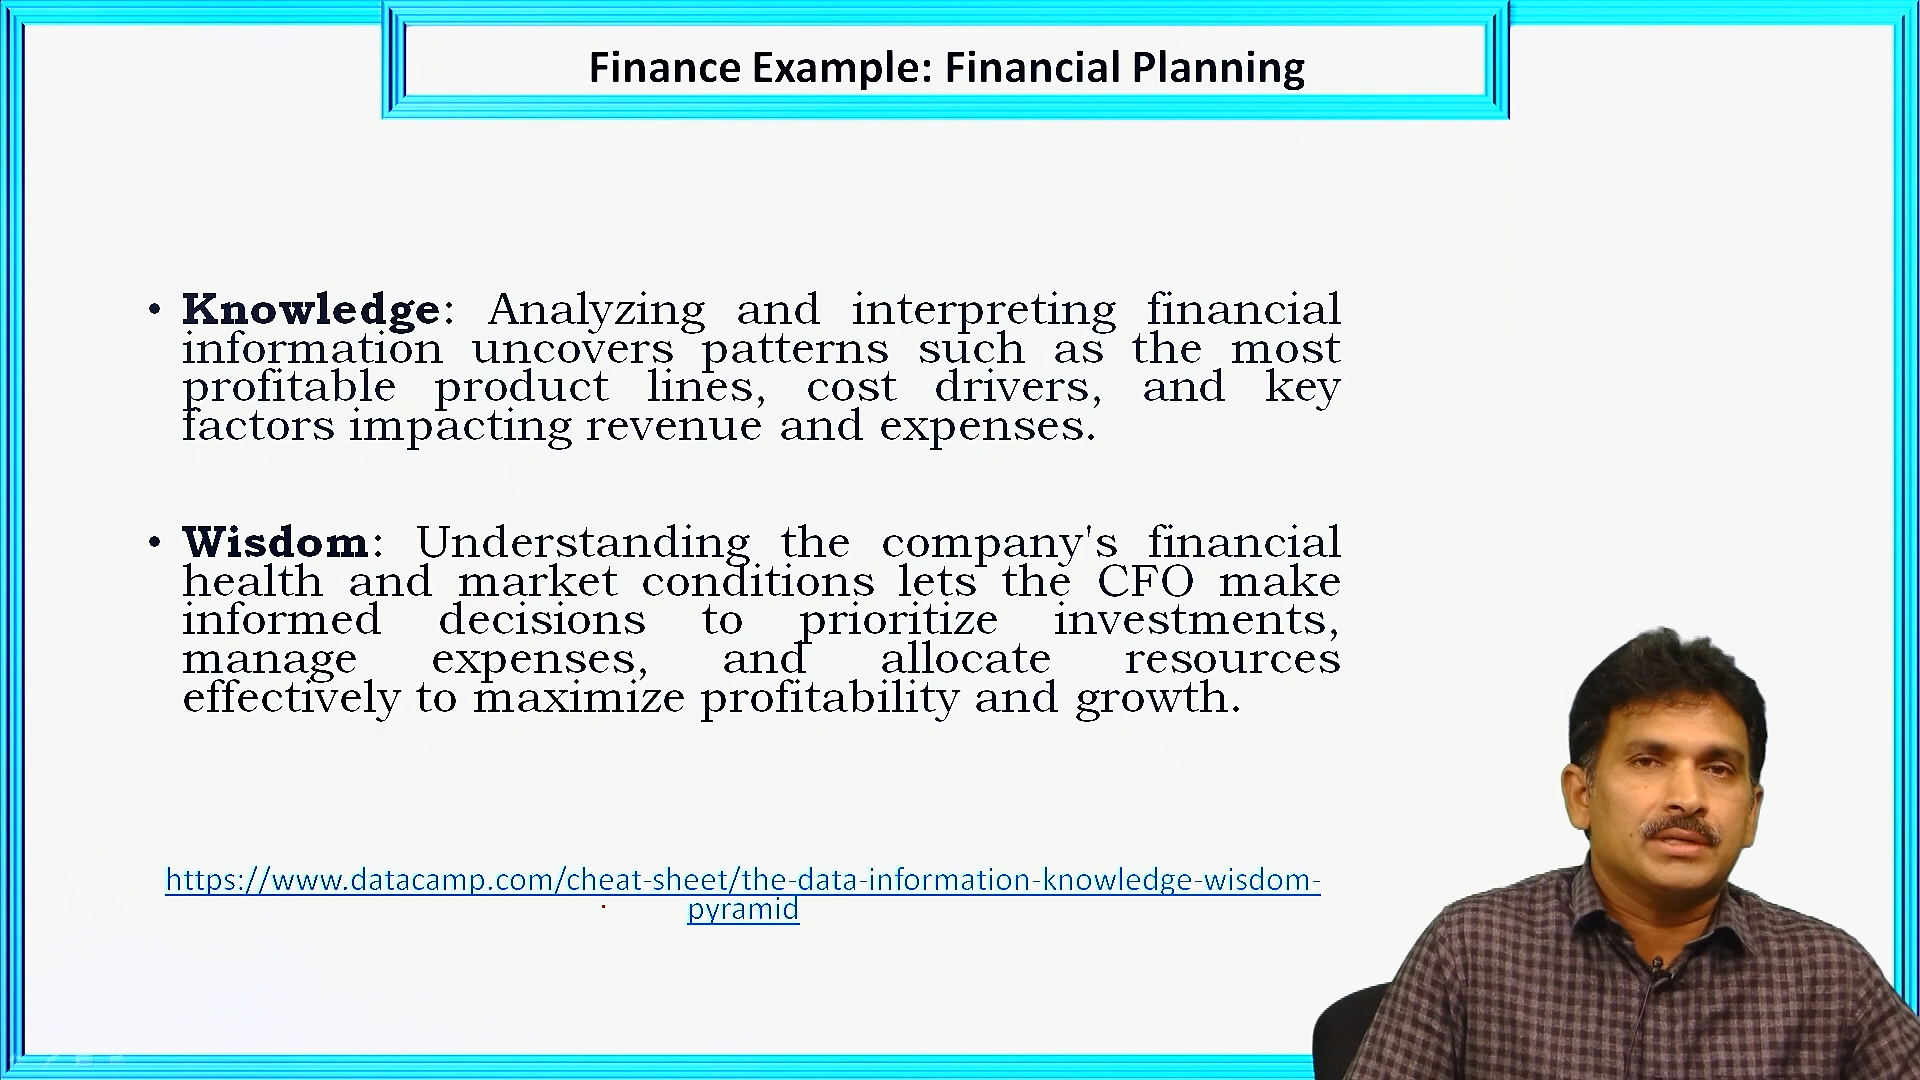 Finance Example: Financial Planning
• Knowledge: Analyzing and interpreting financial
information uncovers patterns such as the most
profitable product lines, cost drivers, and key
factors impacting revenue and expenses.
• Wisdom: Understanding the company's financial
health and market conditions lets the CFO make
informed decisions to prioritize investments,
manage expenses, and allocate resources
effectively to maximize profitability and growth.
https://www.datacamp.com/cheat-sheet/the-data-information-knowledge-wisdom-
pyramid